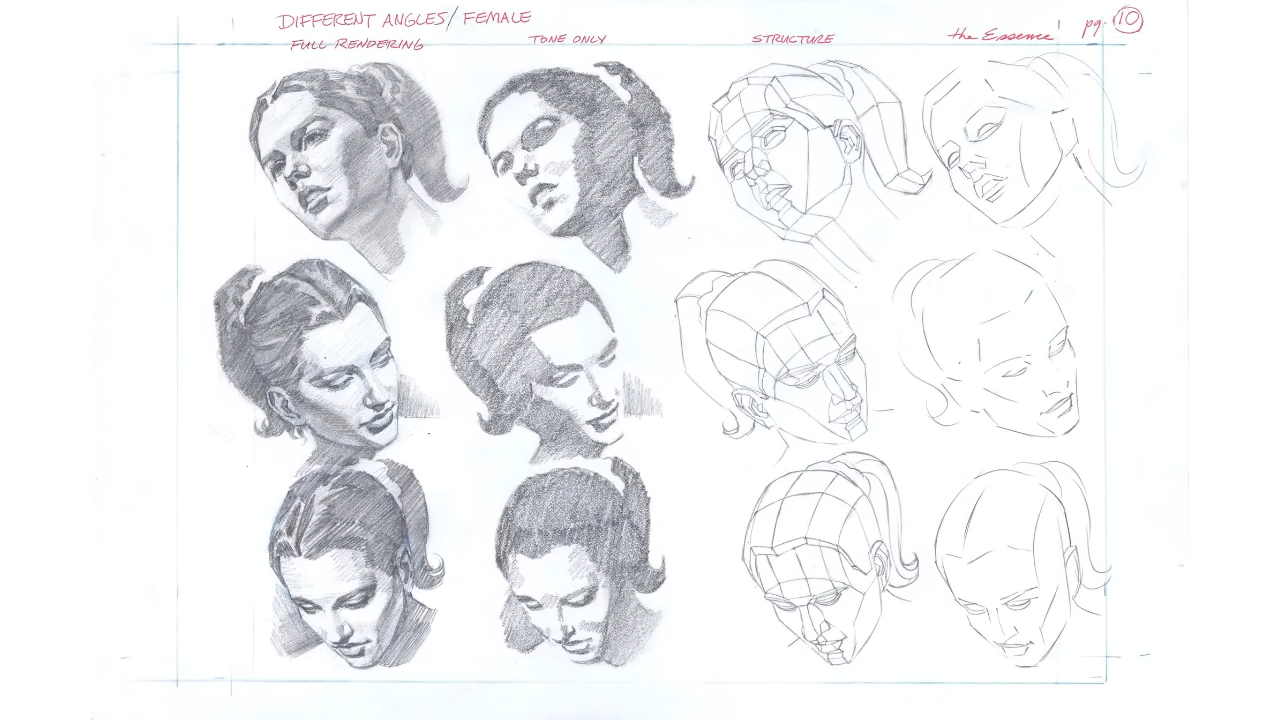 DIFFERENT ANGLES/FEMALE
pg. 10
FULL RENDERING
TONE ONLY
STRUCTURE
the Essence